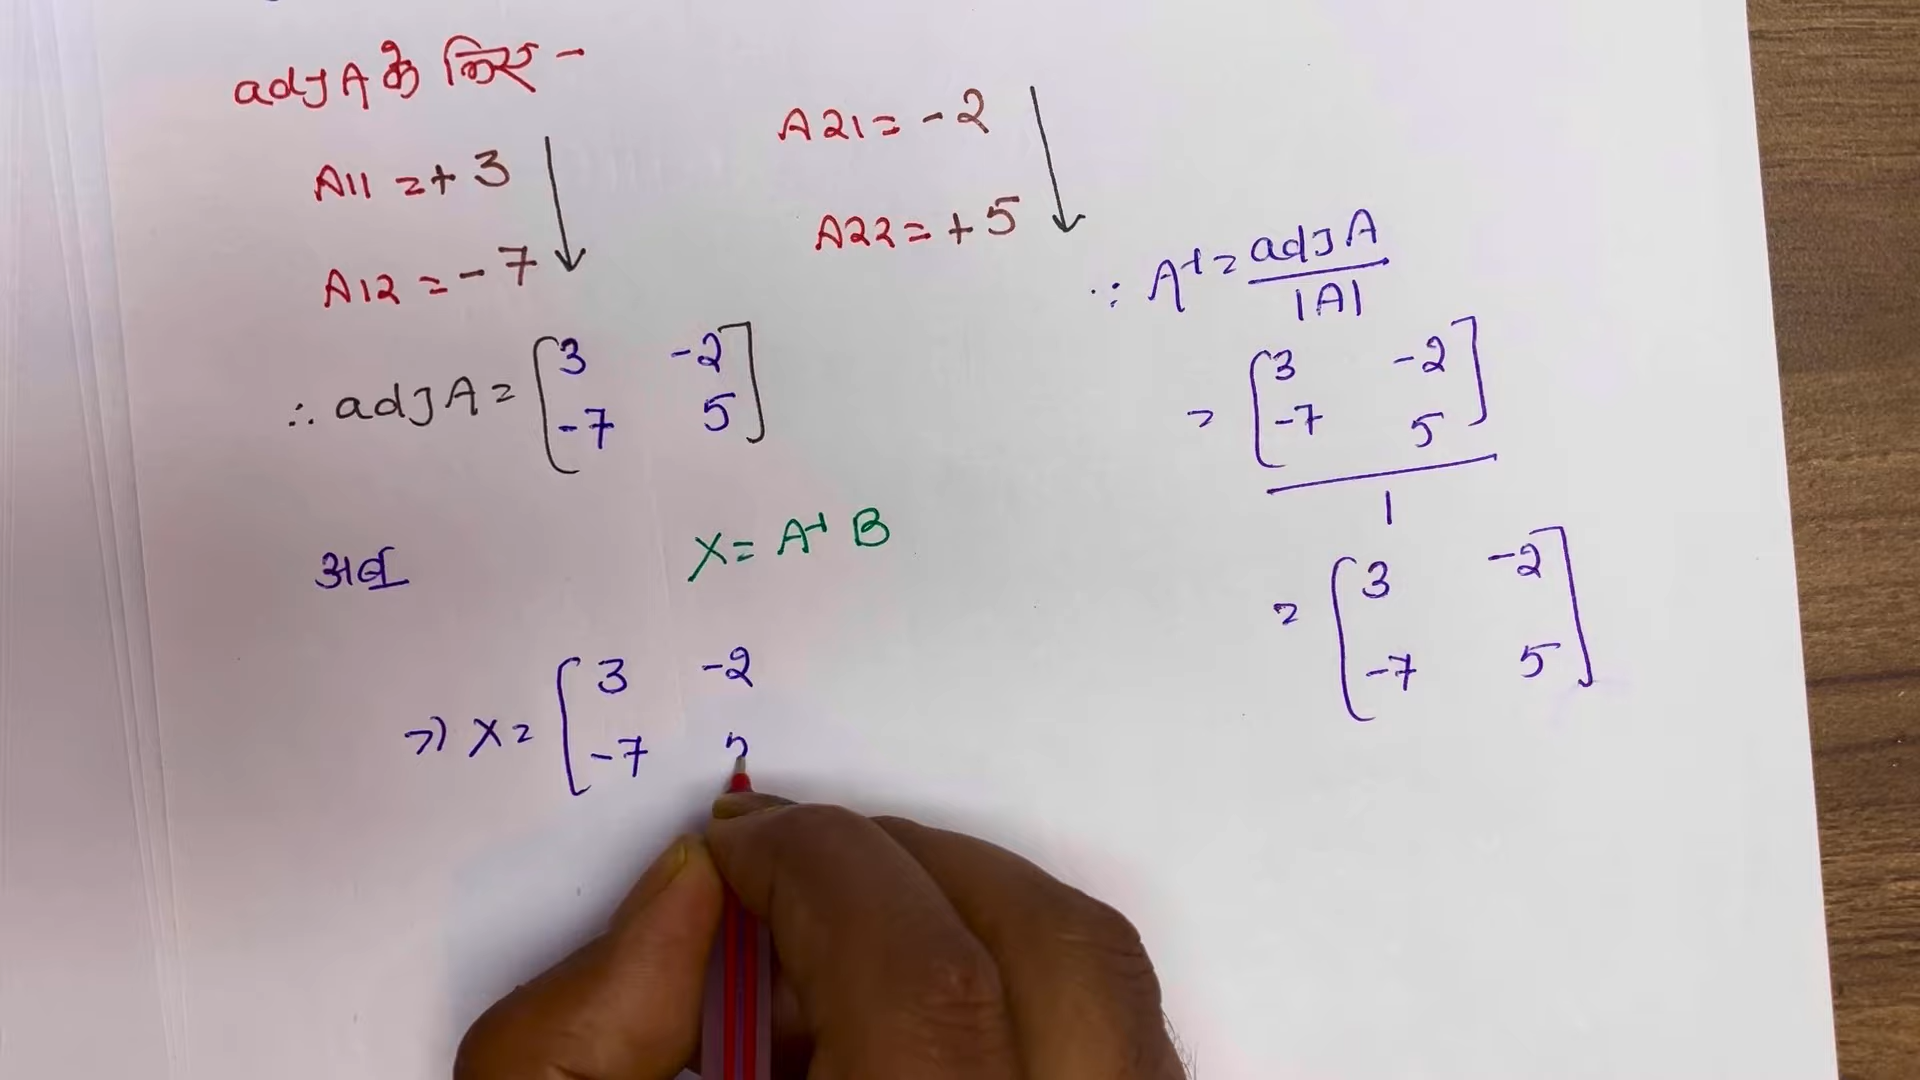 adj A के लिए -
A11 = + 3
A12 = - 7
A21 = - 2
A22 = + 5
∴ adj A = [3 -2
-7 5]
∵ A⁻¹ = adj A
|A|
= [3 -2
-7 5]
1
= [3 -2
-7 5]
अब X = A⁻¹ B
⇒ X = [3 -2
-7